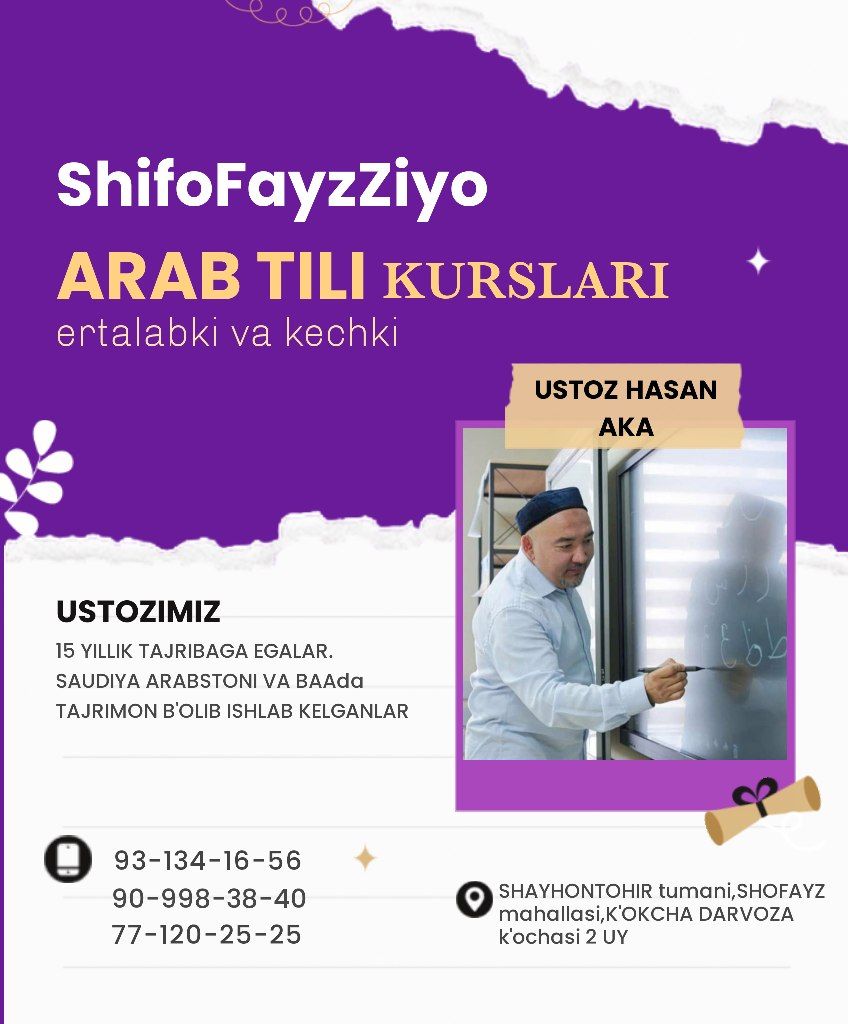 ShifoFayzZiyo
ARAB TILI KURSLARI
ertalabki va kechki
USTOZ HASAN
AKA
USTOZIMIZ
15 YILLIK TAJRIBAGA EGALAR.
SAUDIYA ARABSTONI VA BAAda
TAJRIMON B'OLIB ISHLAB KELGANLAR
93-134-16-56
90-998-38-40
77-120-25-25
SHAYHONTOHIR tumani,SHOFAYZ
mahallasi,K'OKCHA DARVOZA
k'ochasi 2 UY